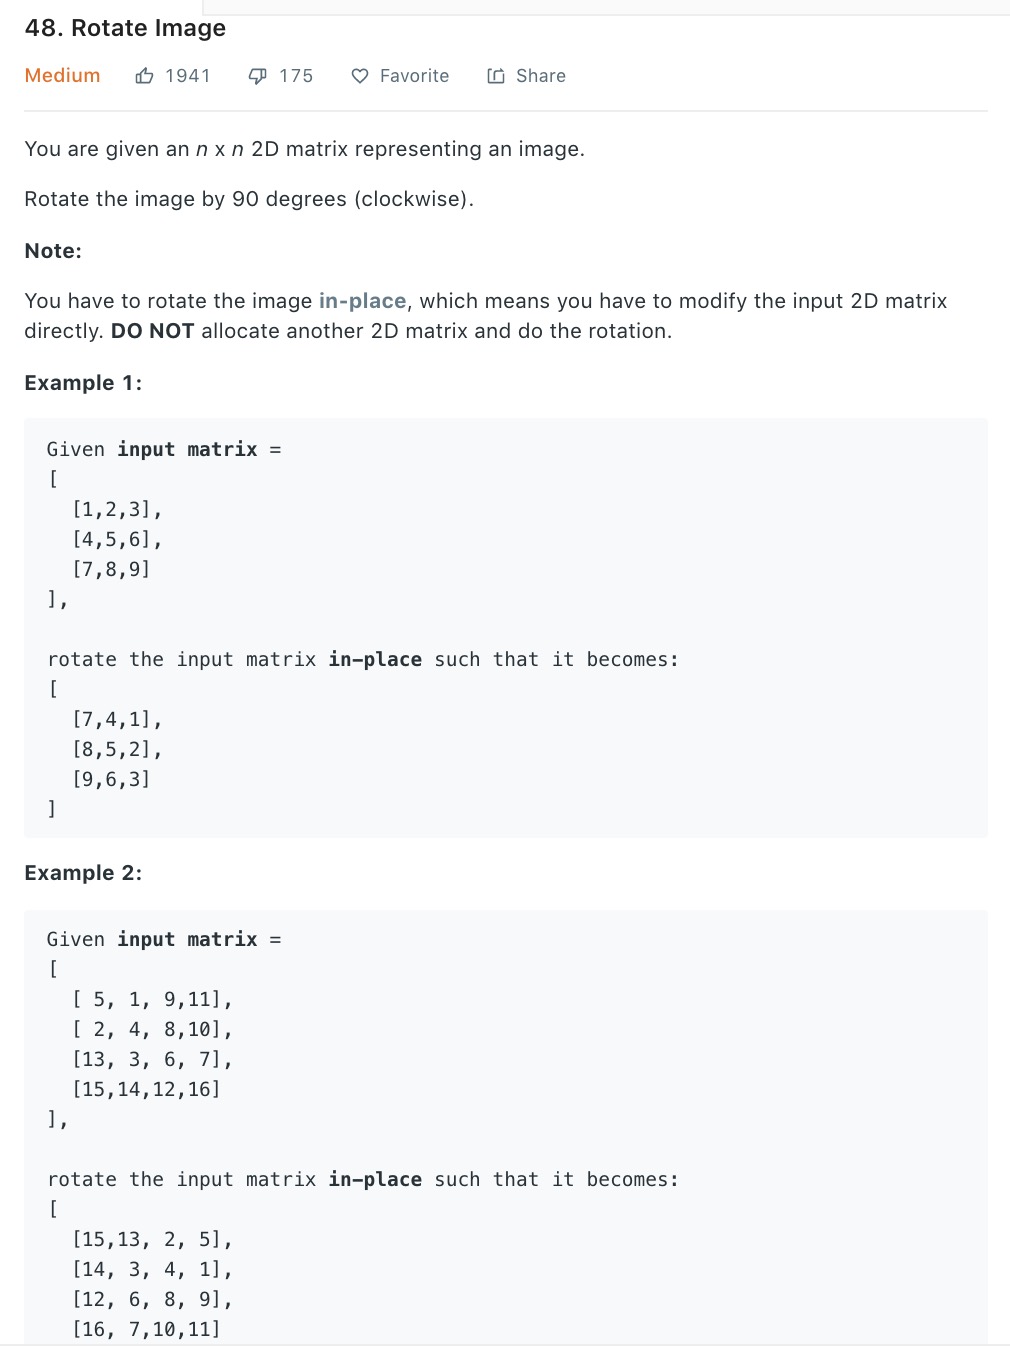 48. Rotate Image
Medium 1941 175 Favorite Share
You are given an n x n 2D matrix representing an image.
Rotate the image by 90 degrees (clockwise).
Note:
You have to rotate the image in-place, which means you have to modify the input 2D matrix
directly. DO NOT allocate another 2D matrix and do the rotation.
Example 1:
Given input matrix =
[
  [1,2,3],
  [4,5,6],
  [7,8,9]
],
rotate the input matrix in-place such that it becomes:
[
  [7,4,1],
  [8,5,2],
  [9,6,3]
]
Example 2:
Given input matrix =
[
  [ 5, 1, 9,11],
  [ 2, 4, 8,10],
  [13, 3, 6, 7],
  [15,14,12,16]
],
rotate the input matrix in-place such that it becomes:
[
  [15,13, 2, 5],
  [14, 3, 4, 1],
  [12, 6, 8, 9],
  [16, 7,10,11]